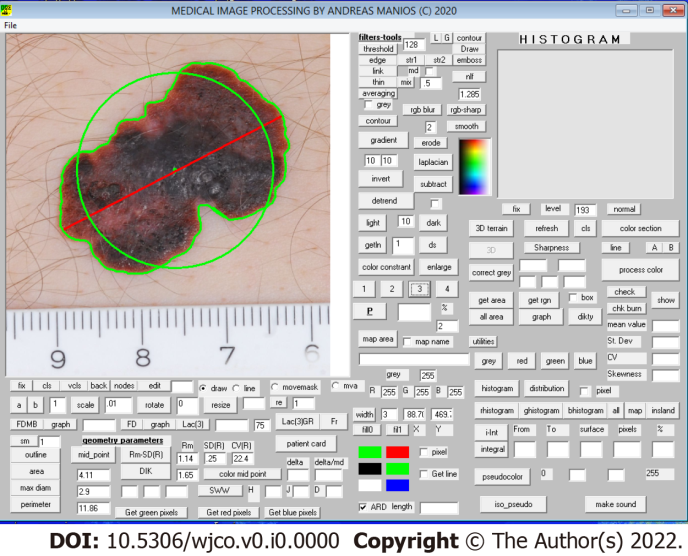 MEDICAL IMAGE PROCESSING BY ANDREAS MANIOS (C) 2020
File
9 8 7 6
fix cls vcls back nodes edit draw line movemask mva
a b 1 scale .01 rotate 0 resize re 1
FDMB graph FD graph Lac(3) 75 Lac(3)GR Fr
sm 1 geometry parameters
outline mid_point Rm-SD(R) Rm SD(R) CV(R) patient card
1.14 .25 22.4
area 4.11 DIK 1.65 color mid point delta delta/md
max diam 2.9 SWW H J D
perimeter 11.86 Get green pixels Get red pixels Get blue pixels
filters-tools L G contour
threshold 128 Draw
edge str1 str2 emboss
link md
thin mix .5 nlf
averaging 1.285
grey rgb blur rgb-sharp
contour 2 smooth
gradient erode
10 10 laplacian
invert subtract
detrend
light 10 dark
getIn 1 ds
color constrant enlarge
1 2 3 4
P %
2
map area map name
grey 255
R 255 G 255 B 255
width 3 88.7( 469.:
fill0 fil1 X Y
pixel
Get line
ARD length
HISTOGRAM
fix level 193 normal
3D terrain refresh cls color section
3D Sharpness line A B
correct grey process color
check
get area get rgn box chk burn show
all area graph dikty mean value
utilities St. Dev
grey red green blue CV
Skewness
histogram distribution pixel
rhistogram ghistogram bhistogram all map insland
i-Int From To surface pixels %
integral
pseudocolor 0 255
iso_pseudo make sound
DOI: 10.5306/wjco.v0.i0.0000 Copyright © The Author(s) 2022.